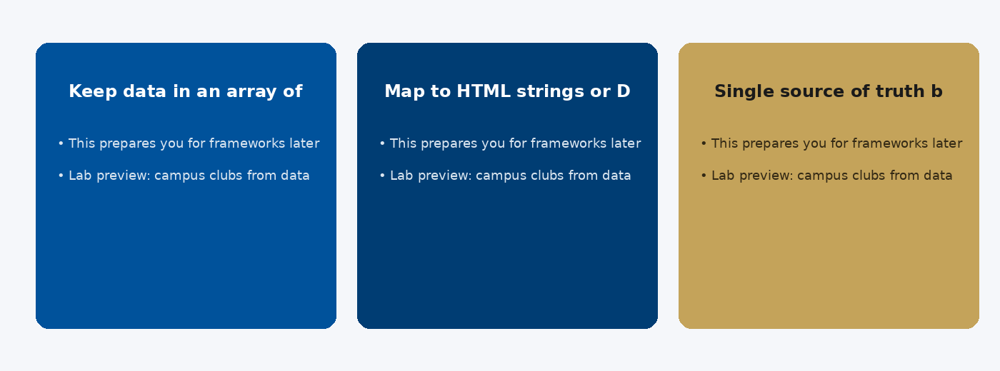 Keep data in an array of
• This prepares you for frameworks later
• Lab preview: campus clubs from data
Map to HTML strings or D
• This prepares you for frameworks later
• Lab preview: campus clubs from data
Single source of truth b
• This prepares you for frameworks later
• Lab preview: campus clubs from data